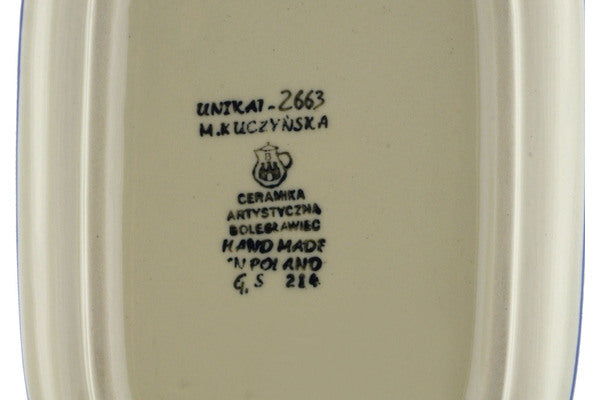 UNIKAT-2663
M.KUCZYŃSKA
B
CERAMIKA
ARTYSTYCZNA
BOLESŁAWIEC
HAND MADE
IN POLAND
G.S 214